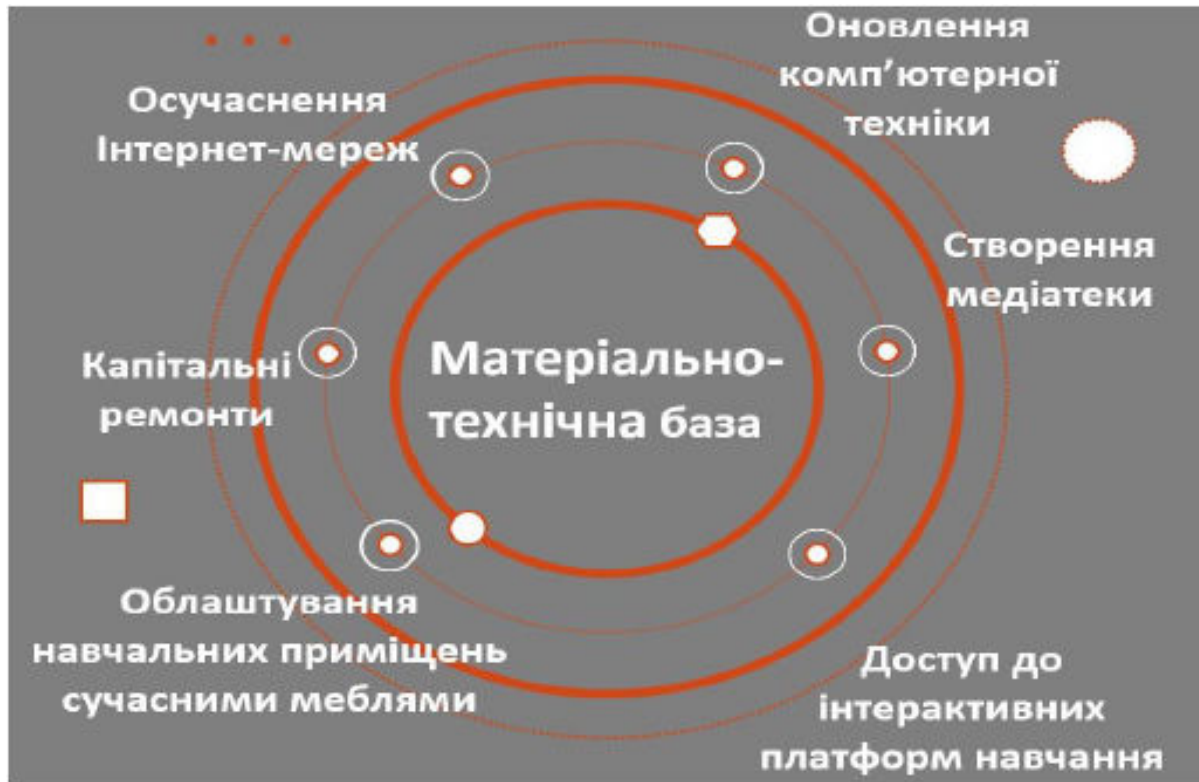 Осучаснення
Інтернет-мереж
Оновлення
комп’ютерної
техніки
Створення
медіатеки
Капітальні
ремонти
Матеріально-
технічна база
Облаштування
навчальних приміщень
сучасними меблями
Доступ до
інтерактивних
платформ навчання